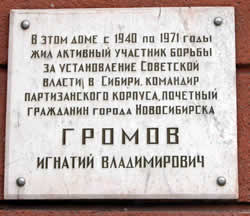 В ЭТОМ ДОМЕ С 1940 ПО 1971 ГОДЫ
ЖИЛ АКТИВНЫЙ УЧАСТНИК БОРЬБЫ
ЗА УСТАНОВЛЕНИЕ СОВЕТСКОЙ
ВЛАСТИ В СИБИРИ, КОМАНДИР
ПАРТИЗАНСКОГО КОРПУСА, ПОЧЕТНЫЙ
ГРАЖДАНИН ГОРОДА НОВОСИБИРСКА
ГРОМОВ
ИГНАТИЙ ВЛАДИМИРОВИЧ